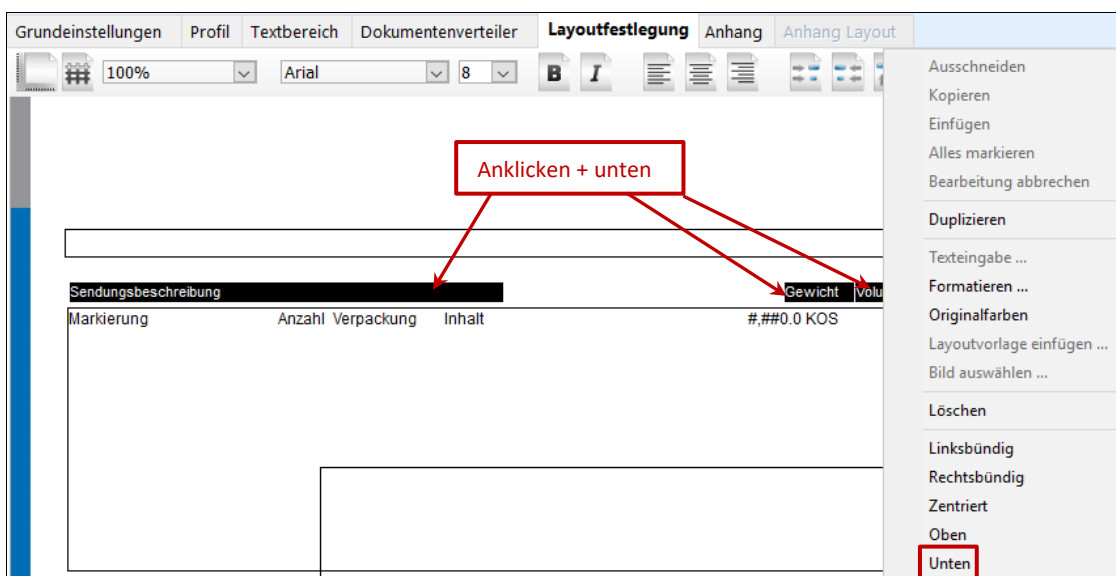 Grundeinstellungen Profil Textbereich Dokumentenverteiler Layoutfestlegung Anhang Anhang Layout
100% Arial 8 B I
Anklicken + unten
Sendungsbeschreibung Gewicht Volu
Markierung Anzahl Verpackung Inhalt #,##0.0 KOS
Ausschneiden
Kopieren
Einfügen
Alles markieren
Bearbeitung abbrechen
Duplizieren
Texteingabe ...
Formatieren ...
Originalfarben
Layoutvorlage einfügen ...
Bild auswählen ...
Löschen
Linksbündig
Rechtsbündig
Zentriert
Oben
Unten